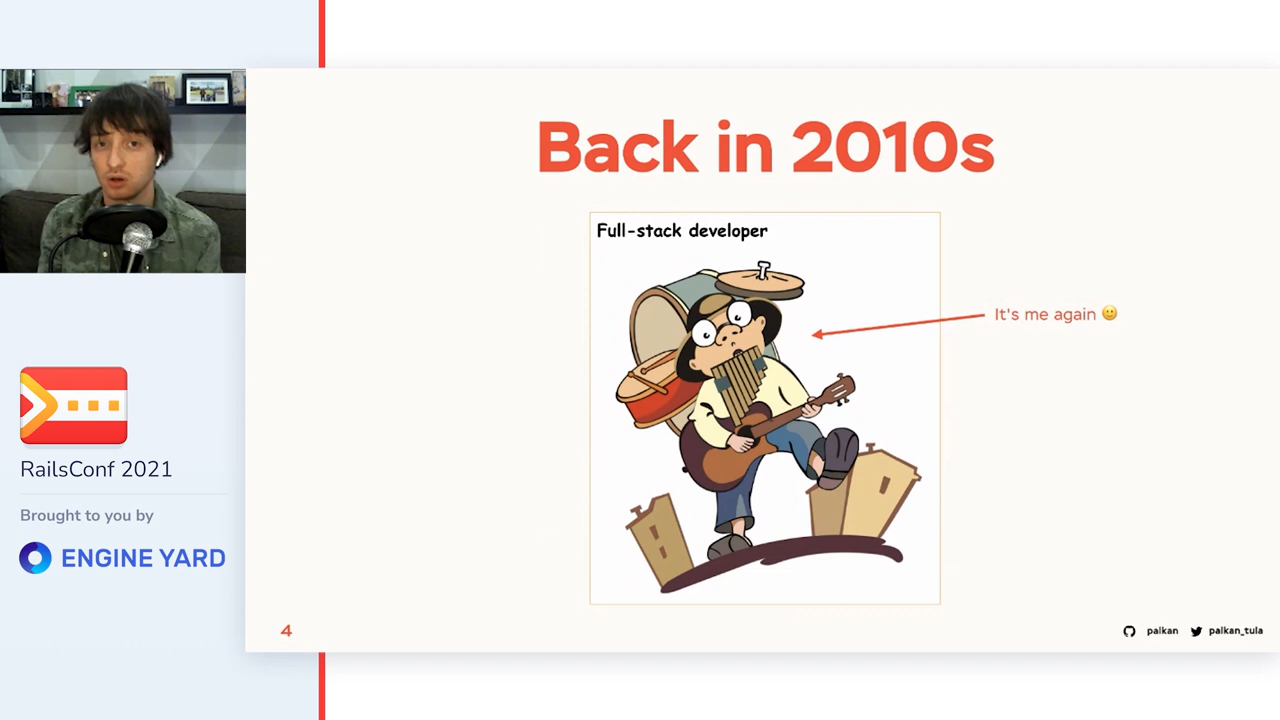 Back in 2010s
Full-stack developer
It's me again 🙂
RailsConf 2021
Brought to you by
ENGINE YARD
4
palkan
palkan_tula